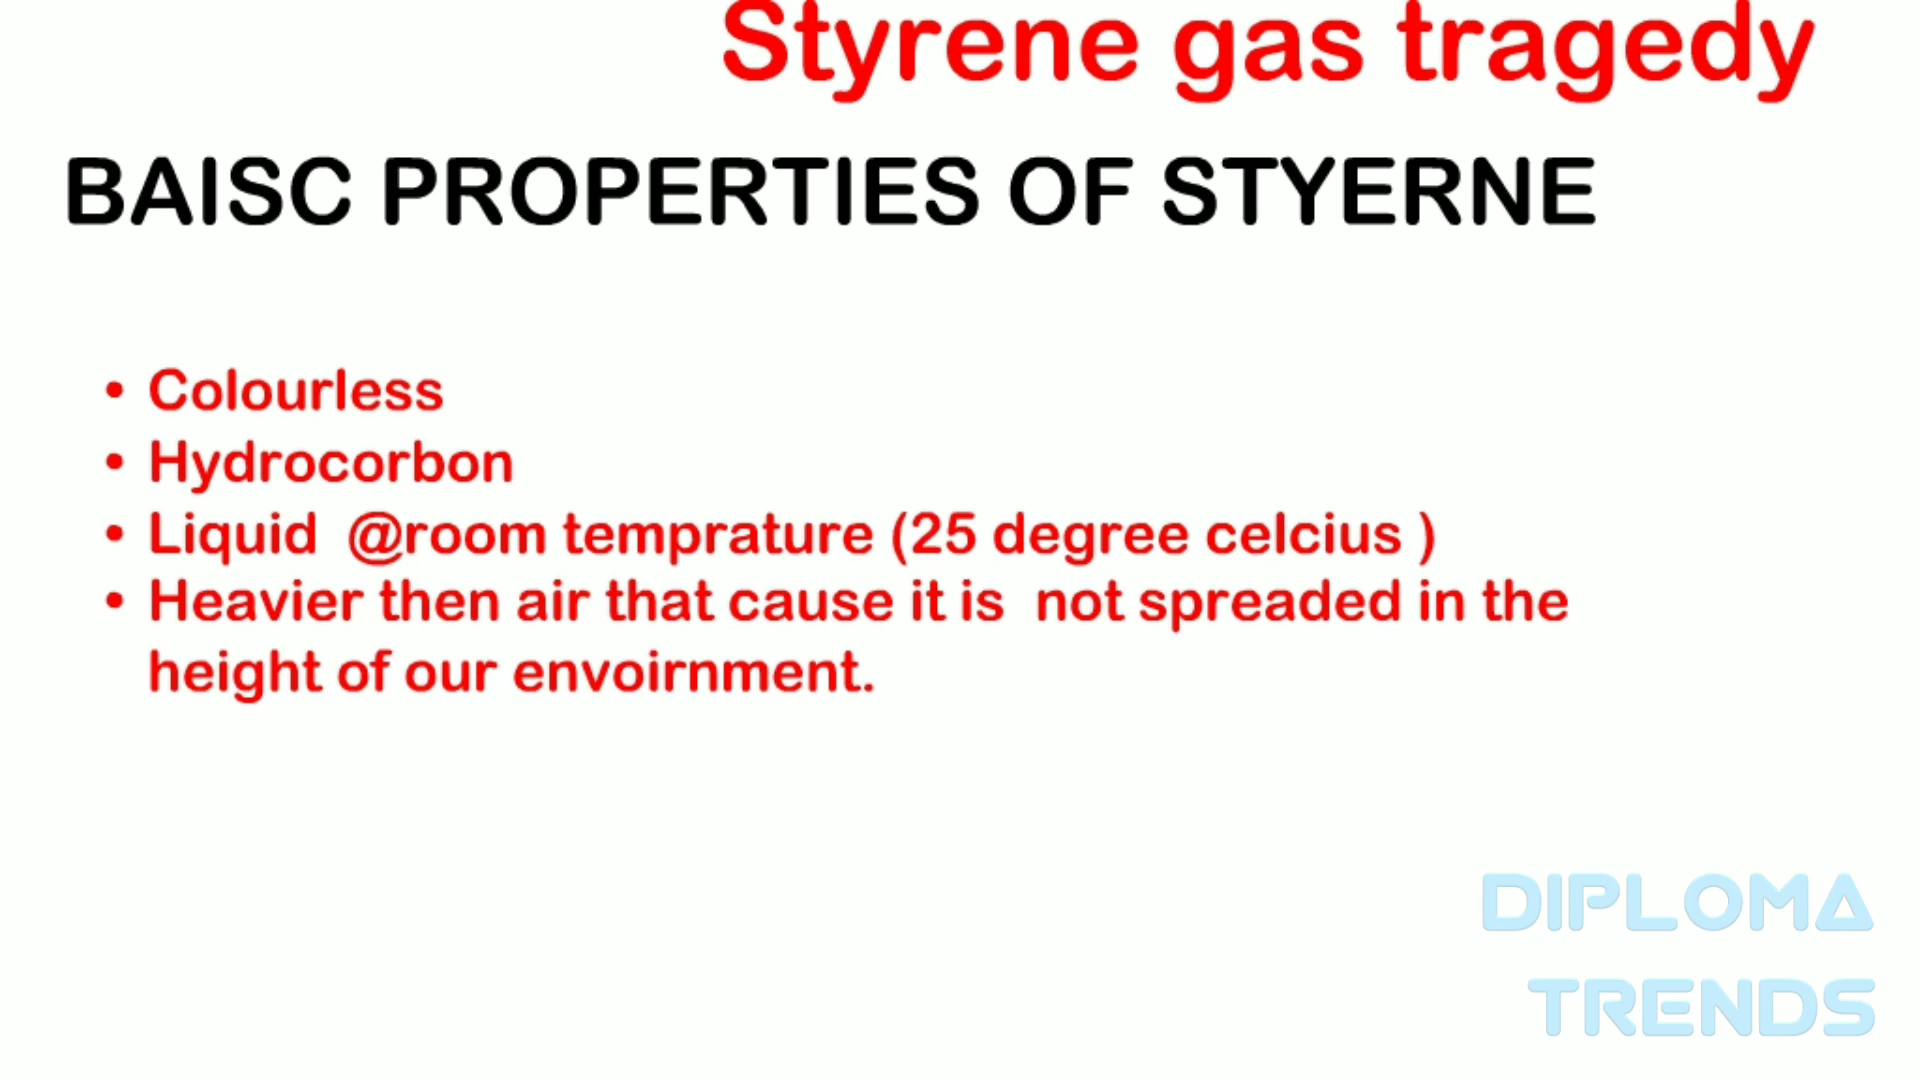 Styrene gas tragedy
BAISC PROPERTIES OF STYERNE
• Colourless
• Hydrocorbon
• Liquid @room temprature (25 degree celcius )
• Heavier then air that cause it is not spreaded in the
height of our envoirnment.
DIPLOMA
TRENDS